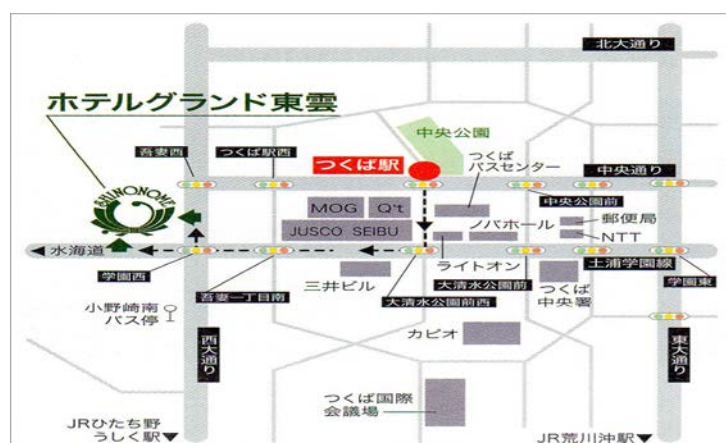 北大通り
ホテルグランド東雲
中央公園
吾妻西
つくば駅西
つくば駅
つくば
バスセンター
中央通り
中央公園前
SHINONOME
MOG
Q't
JUSCO SEIBU
ノバホール
郵便局
NTT
水海道
学園西
吾妻一丁目南
三井ビル
大清水公園前西
ライトオン
大清水公園前
つくば
中央署
土浦学園線
学園東
小野崎南
バス停
カピオ
西大通り
東大通り
つくば国際
会議場
JRひたち野
うしく駅▼
JR荒川沖駅▼